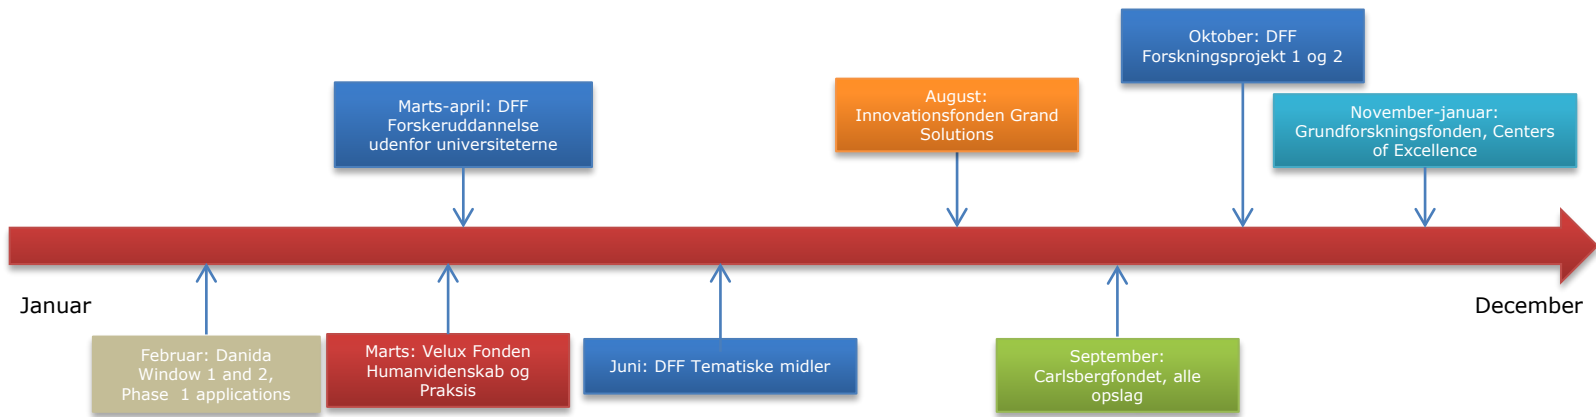 Oktober: DFF
Forskningsprojekt 1 og 2
Marts-april: DFF
Forskeruddannelse
udenfor universiteterne
August:
Innovationsfonden Grand
Solutions
November-januar:
Grundforskningsfonden, Centers
of Excellence
Januar
December
Februar: Danida
Window 1 and 2,
Phase 1 applications
Marts: Velux Fonden
Humanvidenskab og
Praksis
Juni: DFF Tematiske midler
September:
Carlsbergfondet, alle
opslag